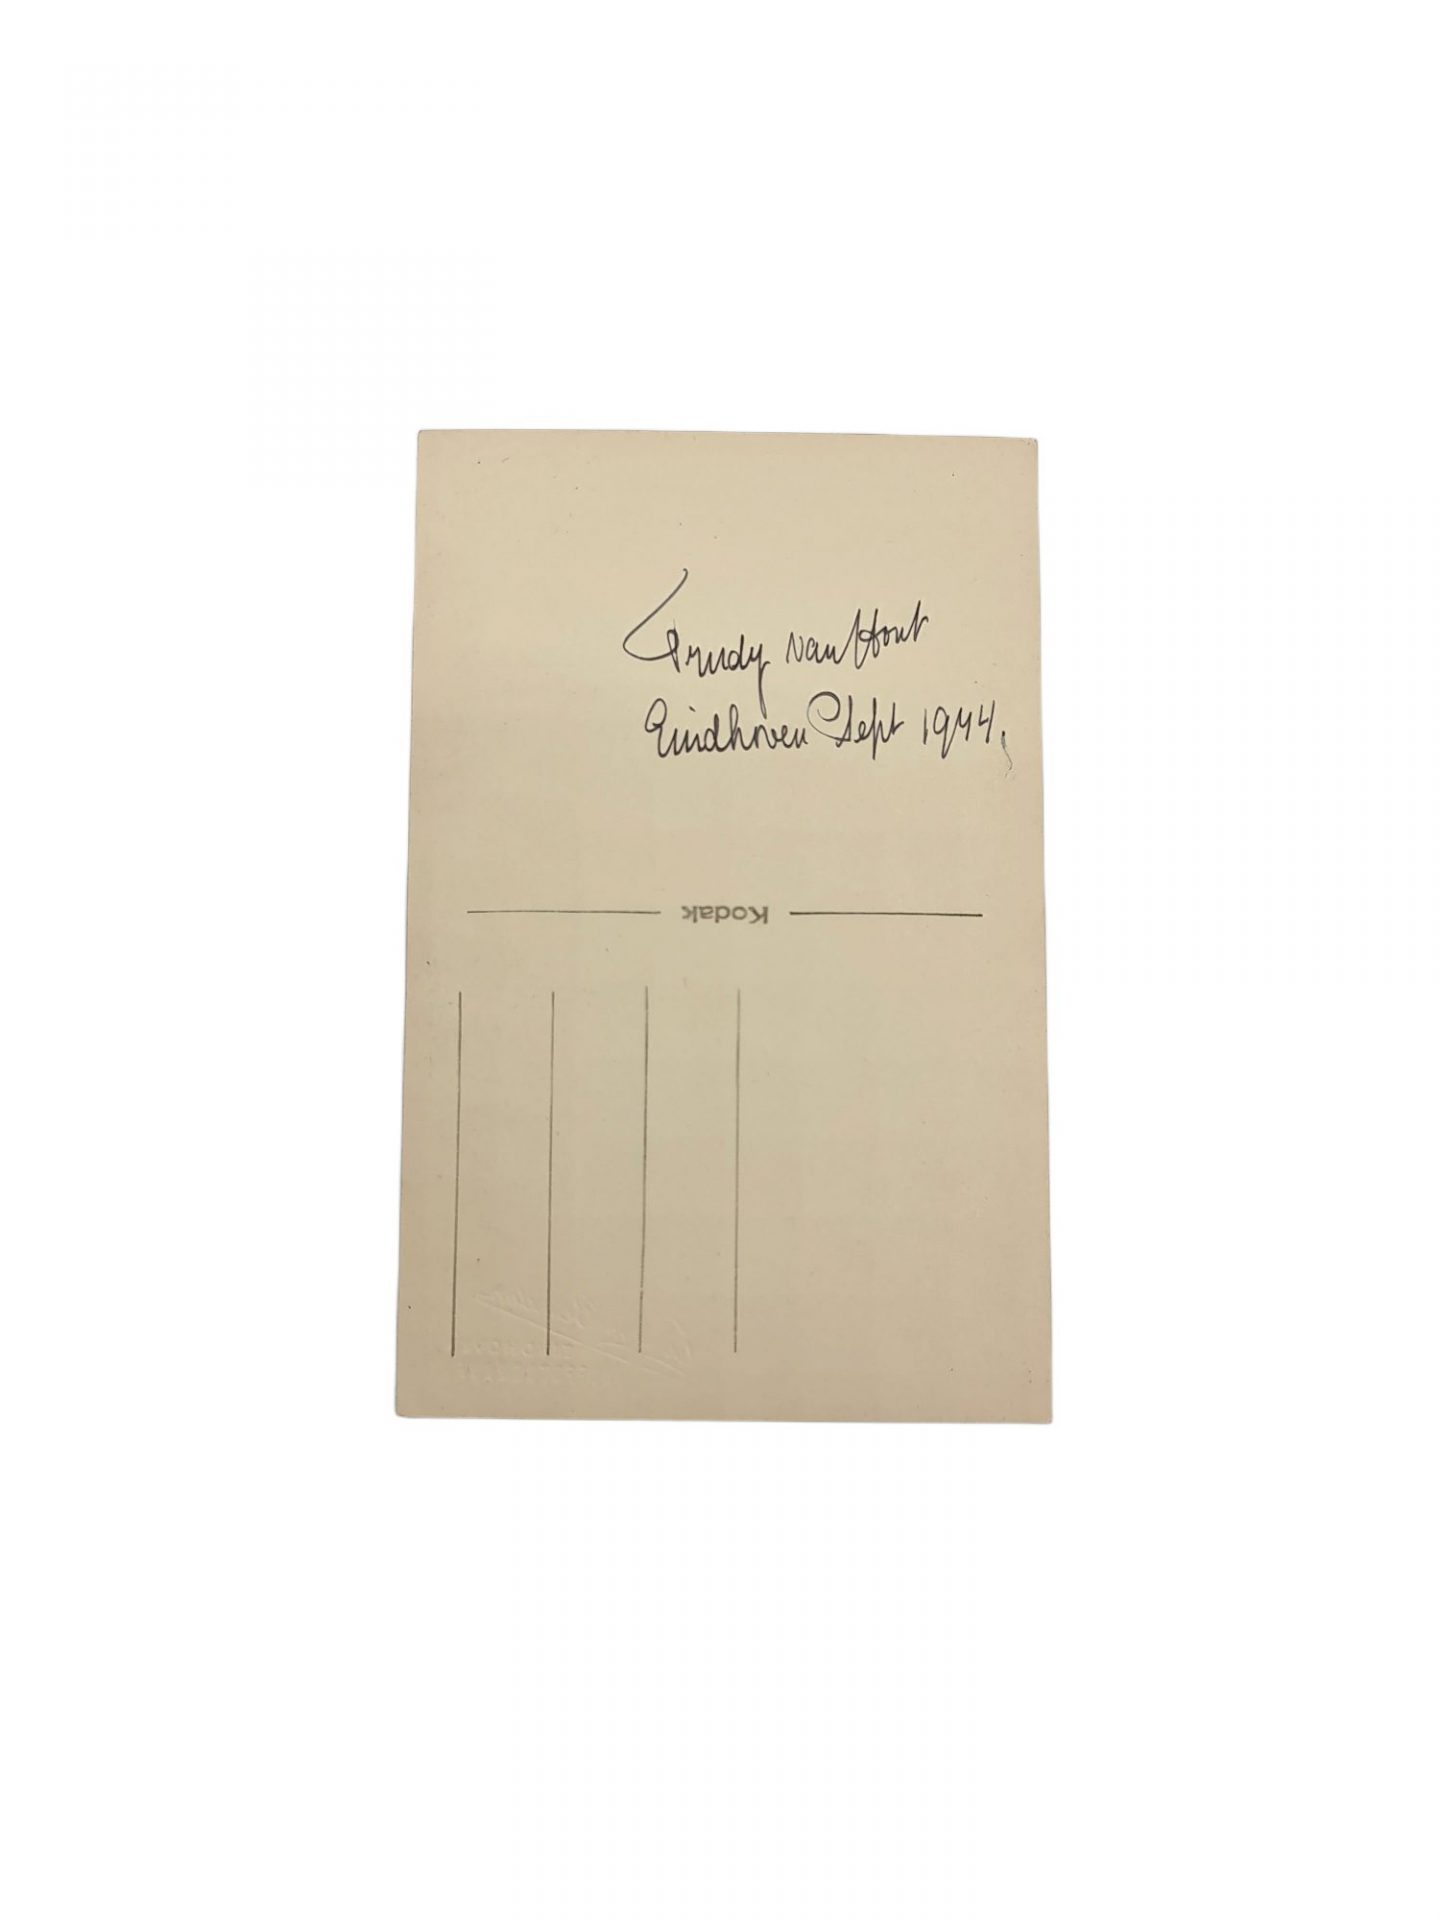 Trudy van Hout
Eindhoven Sept 1944.
Kodak